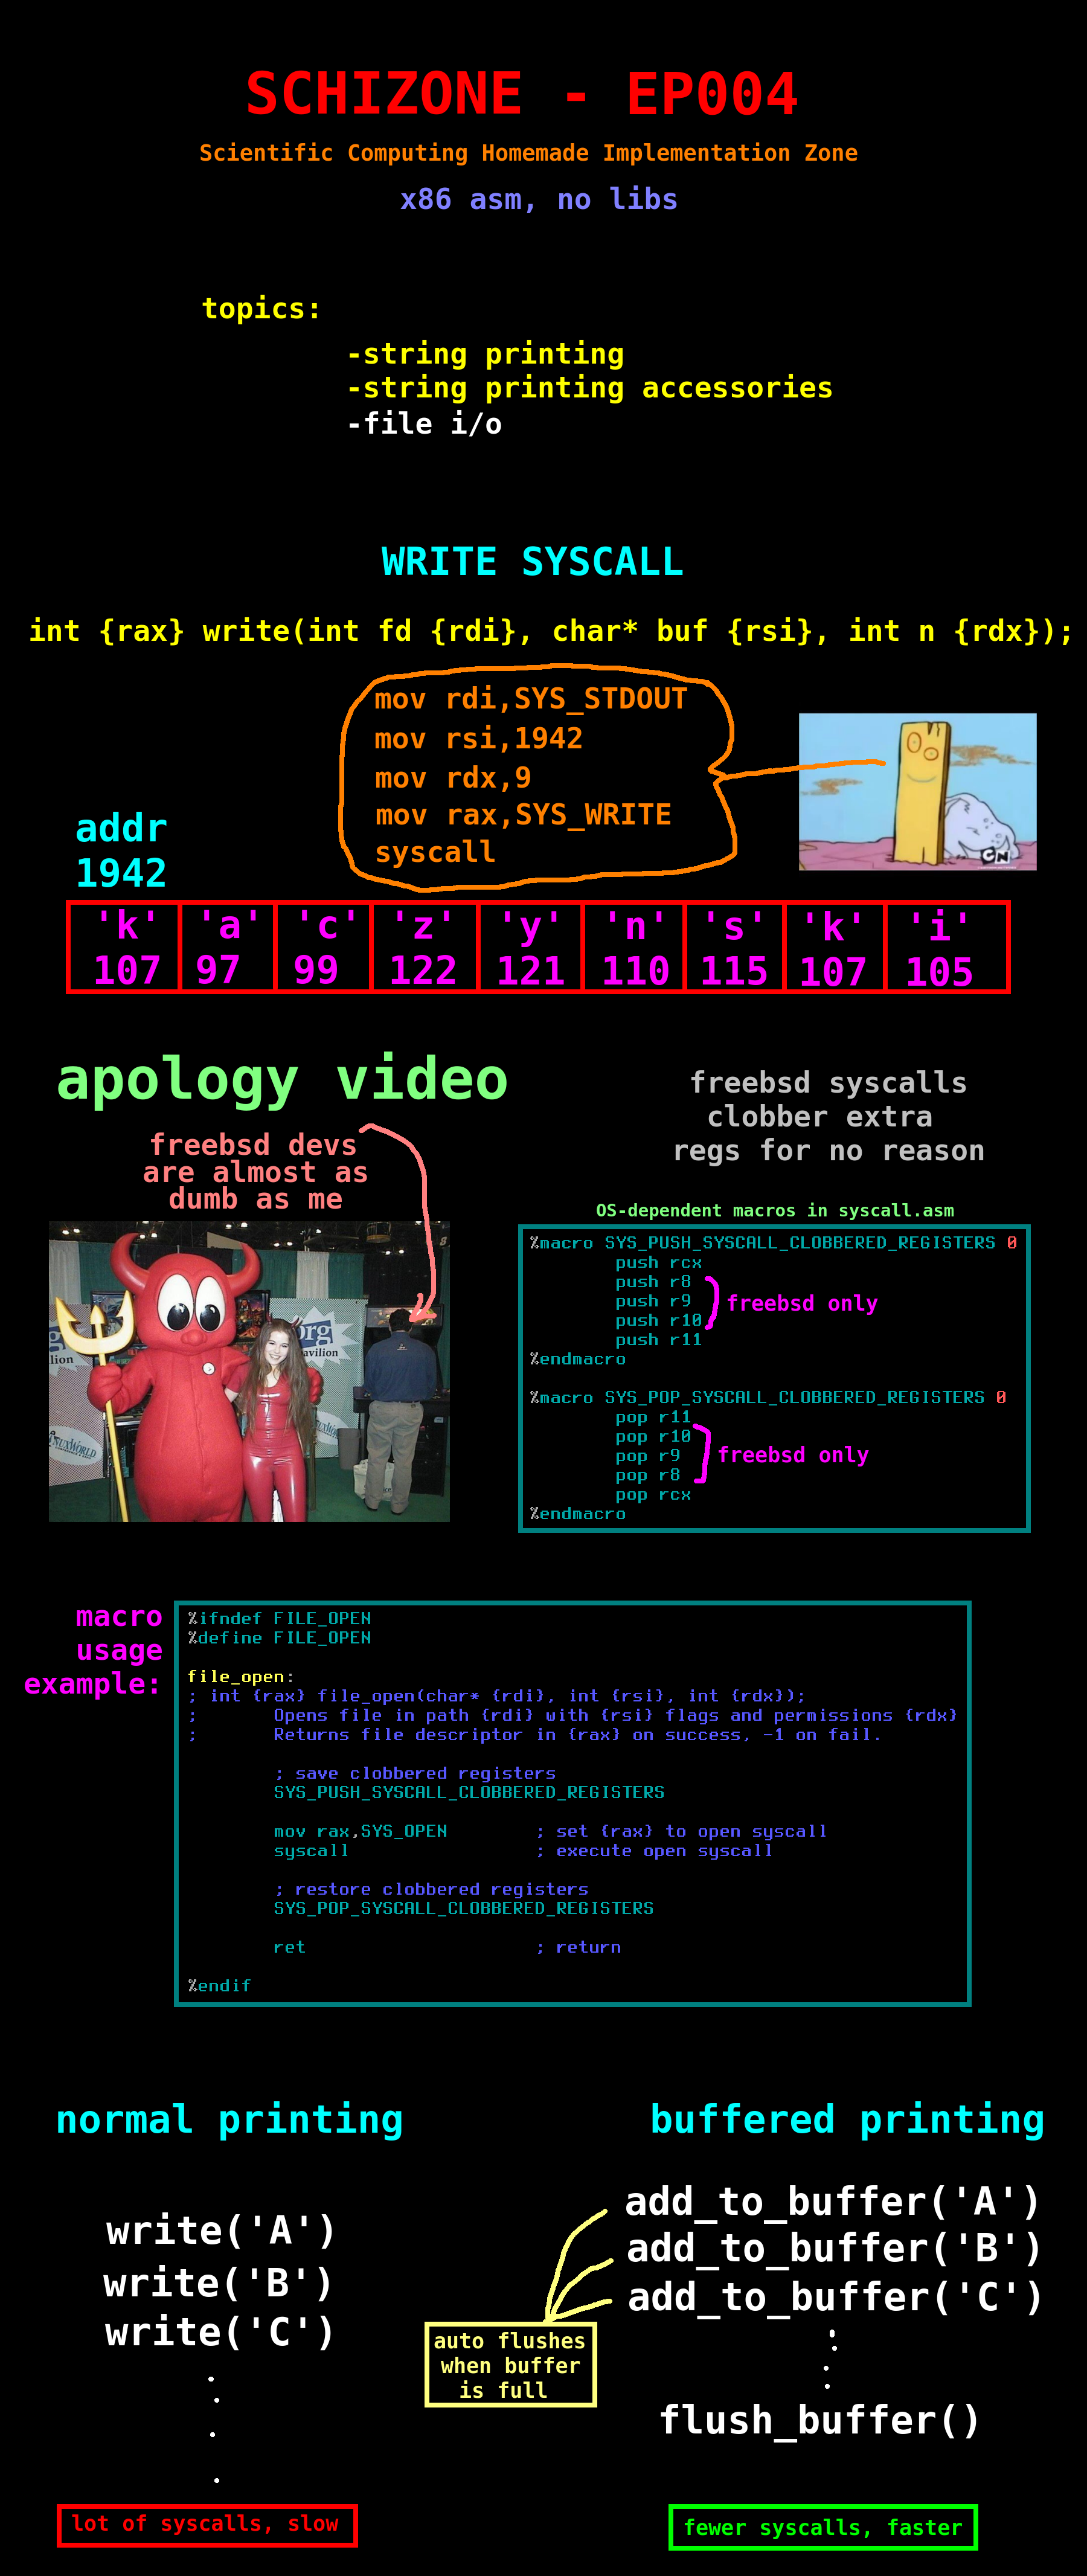 SCHIZONE - EP004
Scientific Computing Homemade Implementation Zone
x86 asm, no libs
topics:
-string printing
-string printing accessories
-file i/o
WRITE SYSCALL
int {rax} write(int fd {rdi}, char* buf {rsi}, int n {rdx});
mov rdi,SYS_STDOUT
mov rsi,1942
mov rdx,9
mov rax,SYS_WRITE
syscall
CN
addr
1942
'k' 'a' 'c' 'z' 'y' 'n' 's' 'k' 'i'
107 97 99 122 121 110 115 107 105
apology video
freebsd devs
are almost as
dumb as me
freebsd syscalls
clobber extra
regs for no reason
OS-dependent macros in syscall.asm
%macro SYS_PUSH_SYSCALL_CLOBBERED_REGISTERS 0
push rcx
push r8
push r9
push r10
push r11
freebsd only
%endmacro
%macro SYS_POP_SYSCALL_CLOBBERED_REGISTERS 0
pop r11
pop r10
pop r9
pop r8
pop rcx
freebsd only
%endmacro
macro
usage
example:
%ifndef FILE_OPEN
%define FILE_OPEN
file_open:
; int {rax} file_open(char* {rdi}, int {rsi}, int {rdx});
; Opens file in path {rdi} with {rsi} flags and permissions {rdx}
; Returns file descriptor in {rax} on success, -1 on fail.
; save clobbered registers
SYS_PUSH_SYSCALL_CLOBBERED_REGISTERS
mov rax,SYS_OPEN ; set {rax} to open syscall
syscall ; execute open syscall
; restore clobbered registers
SYS_POP_SYSCALL_CLOBBERED_REGISTERS
ret ; return
%endif
normal printing
write('A')
write('B')
write('C')
lot of syscalls, slow
auto flushes
when buffer
is full
buffered printing
add_to_buffer('A')
add_to_buffer('B')
add_to_buffer('C')
flush_buffer()
fewer syscalls, faster